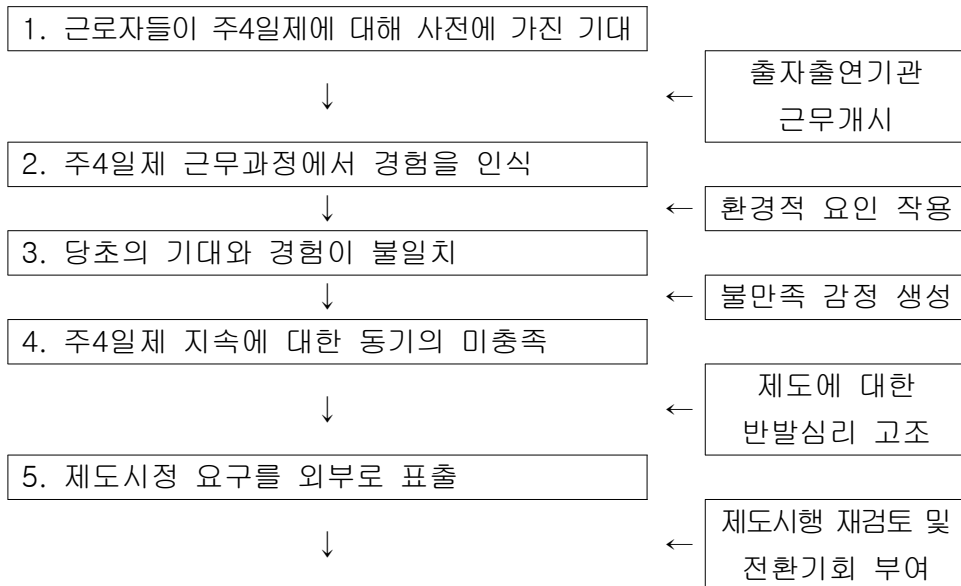 1. 근로자들이 주4일제에 대해 사전에 가진 기대
↓
←
출자출연기관
근무개시
2. 주4일제 근무과정에서 경험을 인식
↓
←
환경적 요인 작용
3. 당초의 기대와 경험이 불일치
↓
←
불만족 감정 생성
4. 주4일제 지속에 대한 동기의 미충족
↓
←
제도에 대한
반발심리 고조
5. 제도시정 요구를 외부로 표출
↓
←
제도시행 재검토 및
전환기회 부여